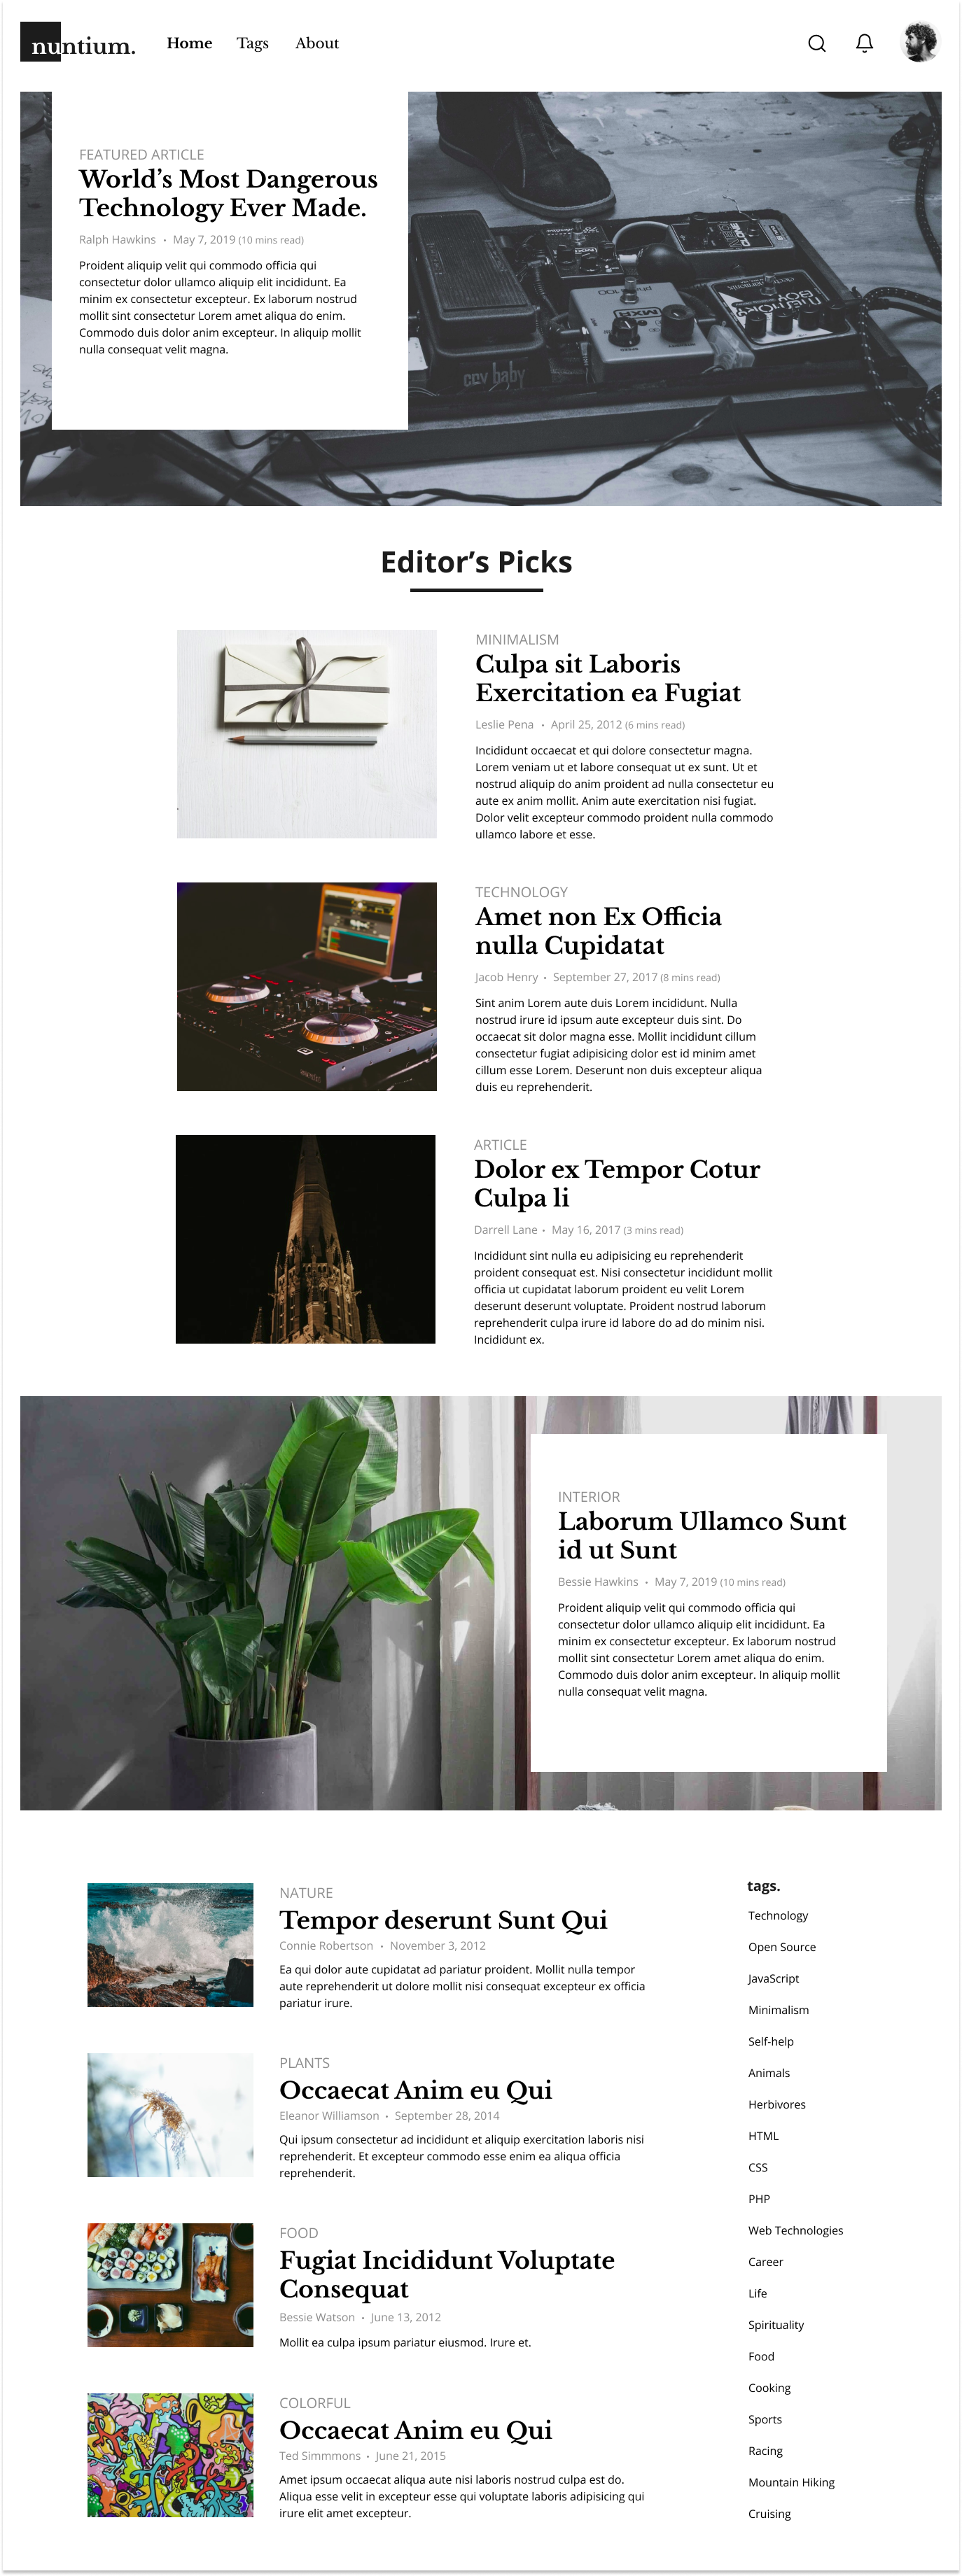 nuntium.
Home Tags About
FEATURED ARTICLE
World’s Most Dangerous
Technology Ever Made.
Ralph Hawkins • May 7, 2019 (10 mins read)
Proident aliquip velit qui commodo officia qui
consectetur dolor ullamco aliquip elit incididunt. Ea
minim ex consectetur excepteur. Ex laborum nostrud
mollit sint consectetur Lorem amet aliqua do enim.
Commodo duis dolor anim excepteur. In aliquip mollit
nulla consequat velit magna.
MXR
cry baby
Editor’s Picks
MINIMALISM
Culpa sit Laboris
Exercitation ea Fugiat
Leslie Pena • April 25, 2012 (6 mins read)
Incididunt occaecat et qui dolore consectetur magna.
Lorem veniam ut et labore consequat ut ex sunt. Ut et
nostrud aliquip do anim proident ad nulla consectetur eu
aute ex anim mollit. Anim aute exercitation nisi fugiat.
Dolor velit excepteur commodo proident nulla commodo
ullamco labore et esse.
TECHNOLOGY
Amet non Ex Officia
nulla Cupidatat
Jacob Henry • September 27, 2017 (8 mins read)
Sint anim Lorem aute duis Lorem incididunt. Nulla
nostrud irure id ipsum aute excepteur duis sint. Do
occaecat sit dolor magna esse. Mollit incididunt cillum
consectetur fugiat adipisicing dolor est id minim amet
cillum esse Lorem. Deserunt non duis excepteur aliqua
duis eu reprehenderit.
ARTICLE
Dolor ex Tempor Cotur
Culpa li
Darrell Lane • May 16, 2017 (3 mins read)
Incididunt sint nulla eu adipisicing eu reprehenderit
proident consequat est. Nisi consectetur incididunt mollit
officia ut cupidatat laborum proident eu velit Lorem
deserunt deserunt voluptate. Proident nostrud laborum
reprehenderit culpa irure id labore do ad do minim nisi.
Incididunt ex.
INTERIOR
Laborum Ullamco Sunt
id ut Sunt
Bessie Hawkins • May 7, 2019 (10 mins read)
Proident aliquip velit qui commodo officia qui
consectetur dolor ullamco aliquip elit incididunt. Ea
minim ex consectetur excepteur. Ex laborum nostrud
mollit sint consectetur Lorem amet aliqua do enim.
Commodo duis dolor anim excepteur. In aliquip mollit
nulla consequat velit magna.
NATURE
Tempor deserunt Sunt Qui
Connie Robertson • November 3, 2012
Ea qui dolor aute cupidatat ad pariatur proident. Mollit nulla tempor
aute reprehenderit ut dolore mollit nisi consequat excepteur ex officia
pariatur irure.
PLANTS
Occaecat Anim eu Qui
Eleanor Williamson • September 28, 2014
Qui ipsum consectetur ad incididunt et aliquip exercitation laboris nisi
reprehenderit. Et excepteur commodo esse enim ea aliqua officia
reprehenderit.
FOOD
Fugiat Incididunt Voluptate
Consequat
Bessie Watson • June 13, 2012
Mollit ea culpa ipsum pariatur eiusmod. Irure et.
COLORFUL
Occaecat Anim eu Qui
Ted Simmmons • June 21, 2015
Amet ipsum occaecat aliqua aute nisi laboris nostrud culpa est do.
Aliqua esse velit in excepteur esse qui voluptate laboris adipisicing qui
irure elit amet excepteur.
tags.
Technology
Open Source
JavaScript
Minimalism
Self-help
Animals
Herbivores
HTML
CSS
PHP
Web Technologies
Career
Life
Spirituality
Food
Cooking
Sports
Racing
Mountain Hiking
Cruising